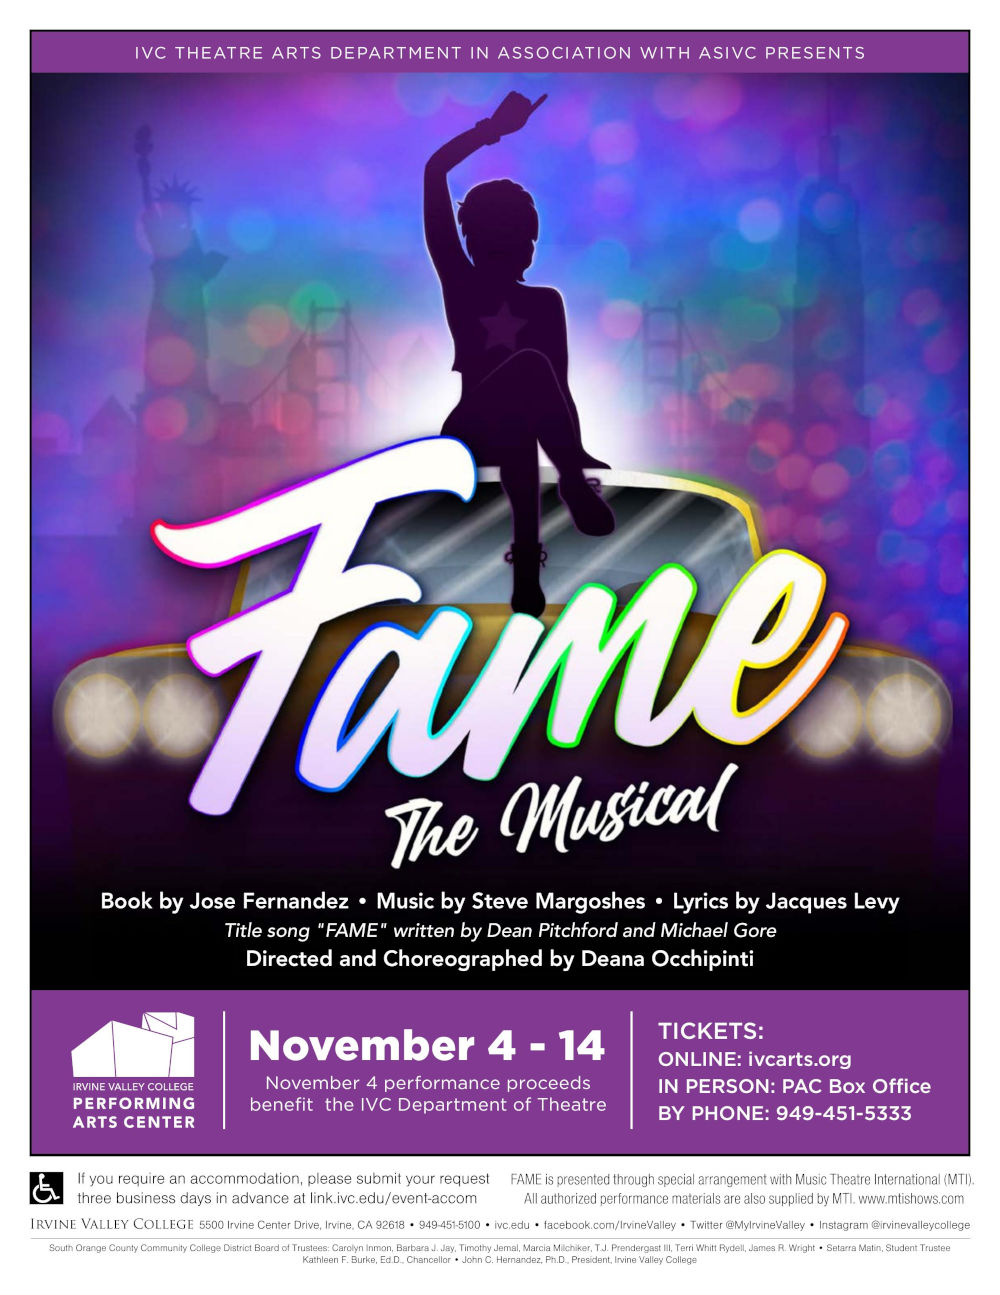 IVC THEATRE ARTS DEPARTMENT IN ASSOCIATION WITH ASIVC PRESENTS
Fame
The Musical
Book by Jose Fernandez • Music by Steve Margoshes • Lyrics by Jacques Levy
Title song "FAME" written by Dean Pitchford and Michael Gore
Directed and Choreographed by Deana Occhipinti
IRVINE VALLEY COLLEGE
PERFORMING
ARTS CENTER
November 4 - 14
November 4 performance proceeds
benefit the IVC Department of Theatre
TICKETS:
ONLINE: ivcarts.org
IN PERSON: PAC Box Office
BY PHONE: 949-451-5333
If you require an accommodation, please submit your request
three business days in advance at link.ivc.edu/event-accom
FAME is presented through special arrangement with Music Theatre International (MTI).
All authorized performance materials are also supplied by MTI. www.mtishows.com
IRVINE VALLEY COLLEGE 5500 Irvine Center Drive, Irvine, CA 92618 • 949-451-5100 • ivc.edu • facebook.com/IrvineValley • Twitter @MyIrvineValley • Instagram @irvinevalleycollege
South Orange County Community College District Board of Trustees: Carolyn Inmon, Barbara J. Jay, Timothy Jemal, Marcia Milchiker, T.J. Prendergast III, Terri Whitt Rydell, James R. Wright • Setarra Matin, Student Trustee
Kathleen F. Burke, Ed.D., Chancellor • John C. Hernandez, Ph.D., President, Irvine Valley College